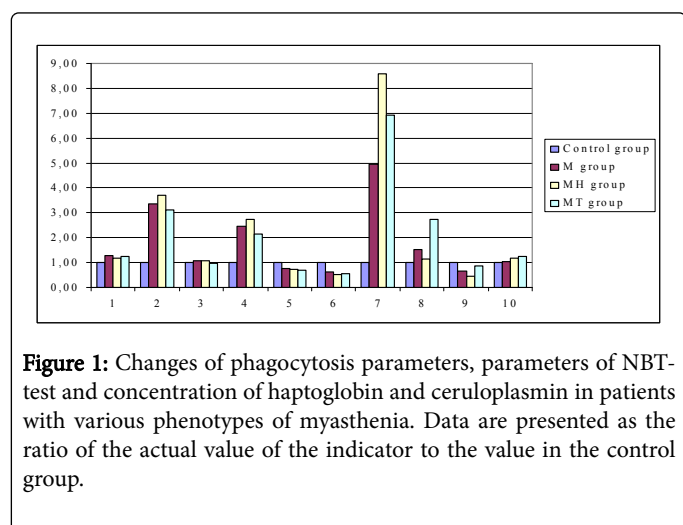 9,00
8,00
7,00
6,00
5,00
4,00
3,00
2,00
1,00
0,00
1 2 3 4 5 6 7 8 9 10
Control group
M group
MH group
MT group
Figure 1: Changes of phagocytosis parameters, parameters of NBT-
test and concentration of haptoglobin and ceruloplasmin in patients
with various phenotypes of myasthenia. Data are presented as the
ratio of the actual value of the indicator to the value in the control
group.